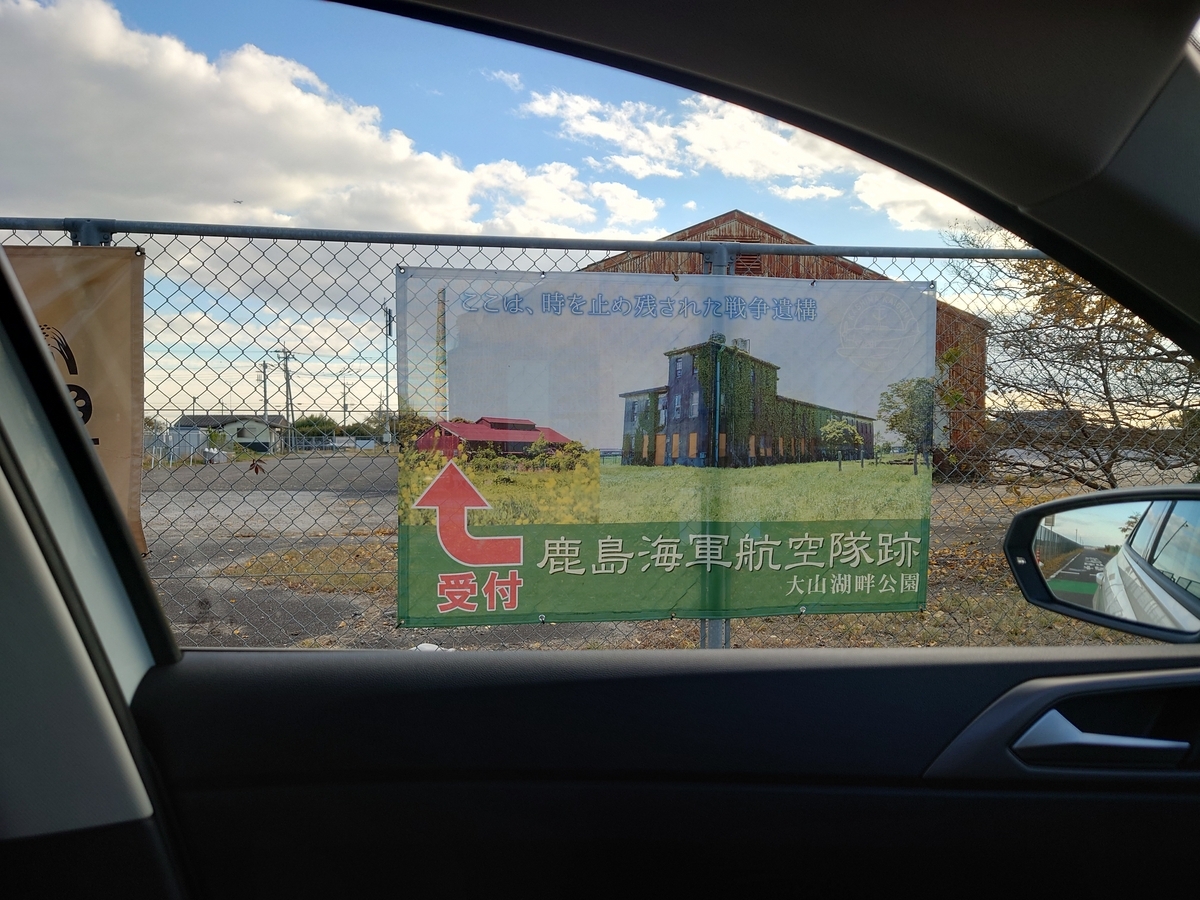 ここは、時を止め残された戦争遺構
鹿島海軍航空隊跡
大山湖畔公園
受付